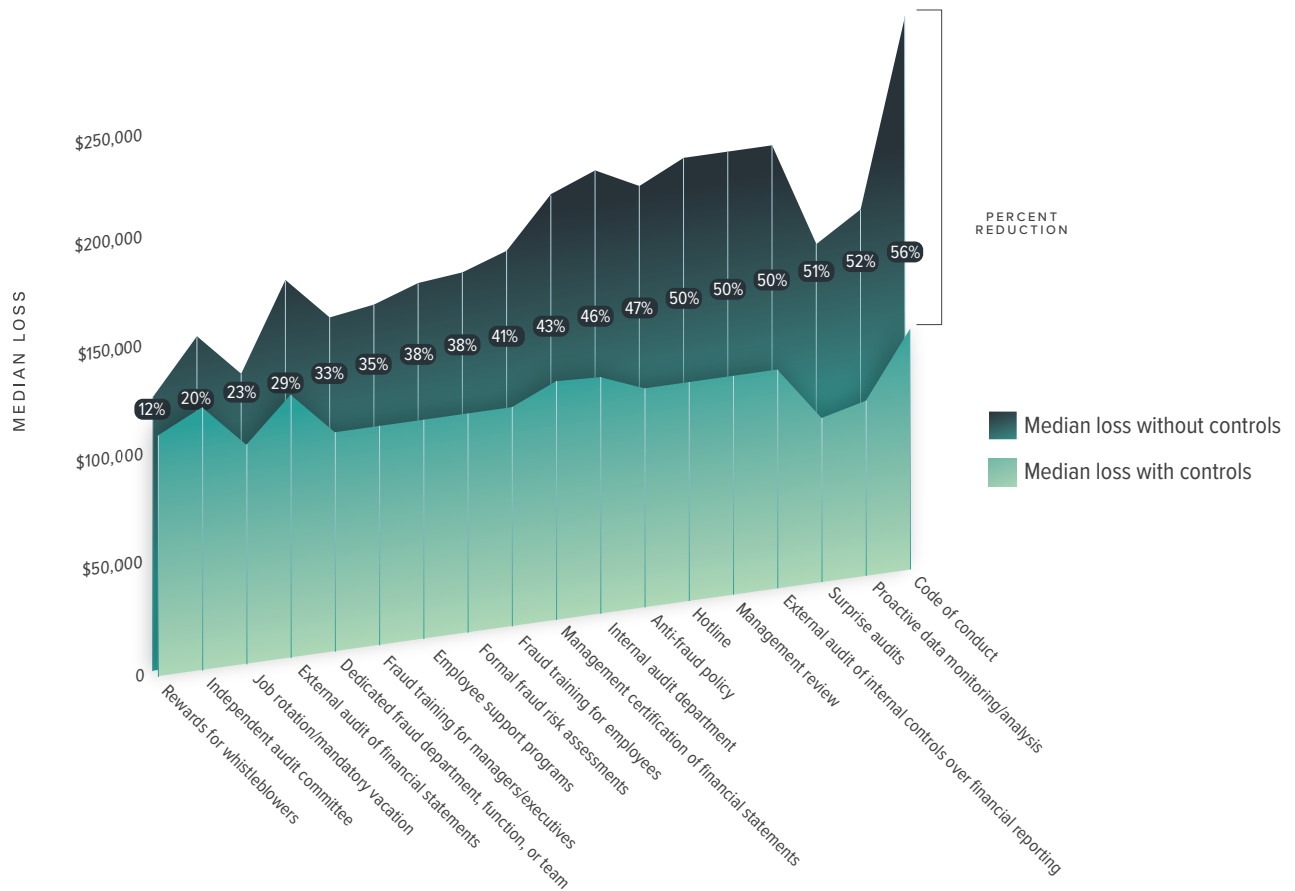 $250,000
$200,000
$150,000
$100,000
$50,000
0
MEDIAN LOSS
12%
20%
23%
29%
33%
35%
38%
38%
41%
43%
46%
47%
50%
50%
50%
51%
52%
56%
PERCENT
REDUCTION
Median loss without controls
Median loss with controls
Rewards for whistleblowers
Independent audit committee
Job rotation/mandatory vacation
External audit of financial statements
Dedicated fraud department, function, or team
Fraud training for managers/executives
Employee support programs
Formal fraud risk assessments
Fraud training for employees
Management certification of financial statements
Internal audit department
Anti-fraud policy
Hotline
Management review
External audit of internal controls over financial reporting
Surprise audits
Proactive data monitoring/analysis
Code of conduct